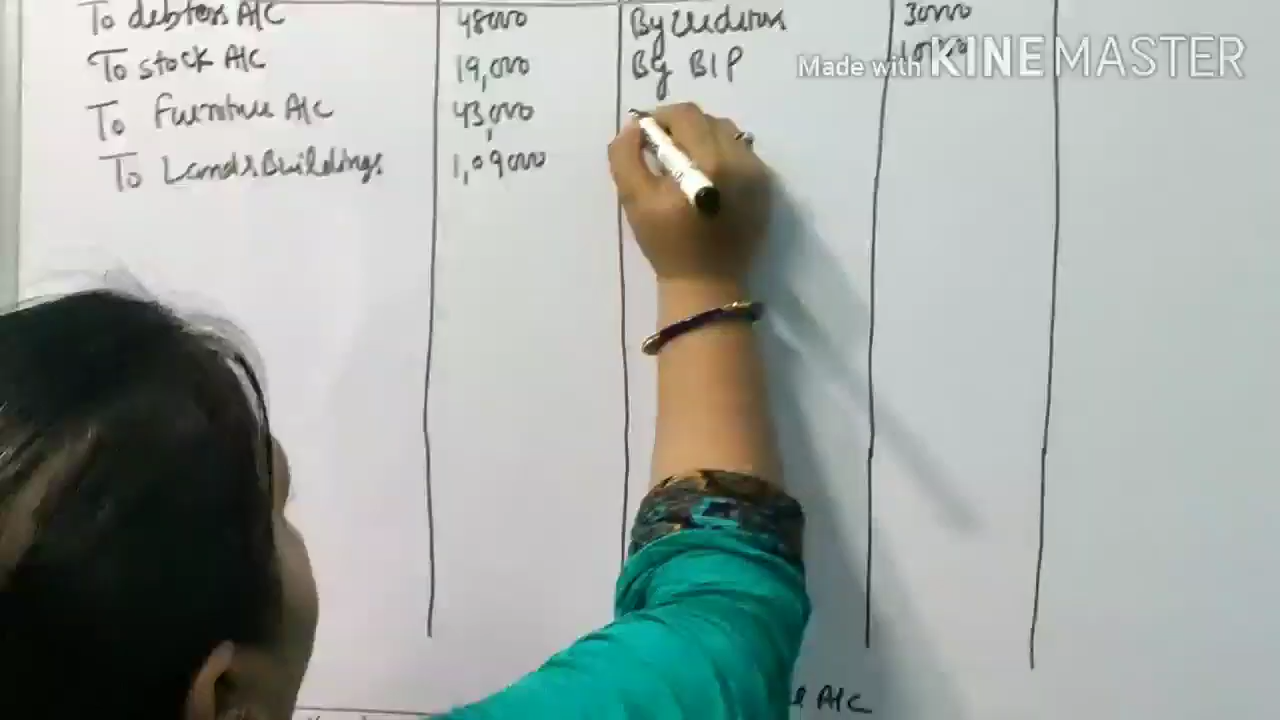 To debtors A/C 48000 By Creditors 30000
To stock A/C 19,000 By B/P
To Furniture A/C 43,000
To Land & Buildings 1,09000
Made with KINEMASTER
A/C